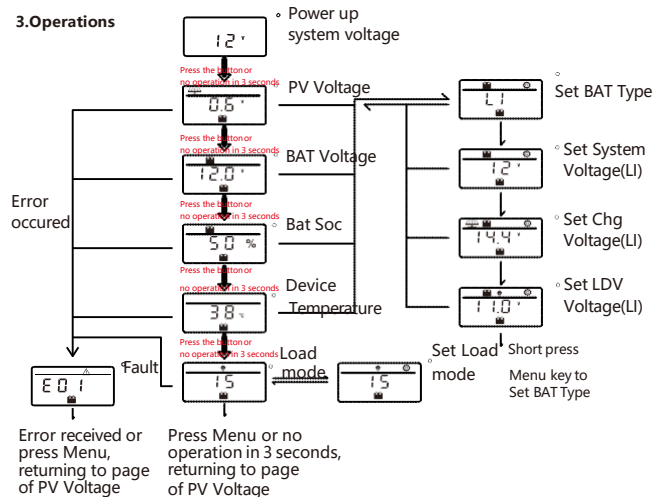 3.Operations
12 V
Power up
system voltage
Press the button or
no operation in 3 seconds
0.6 V
PV Voltage
Press the button or
no operation in 3 seconds
12.0 V
BAT Voltage
Press the button or
no operation in 3 seconds
50 %
Bat Soc
Press the button or
no operation in 3 seconds
38 ℃
Device
Temperature
Press the button or
no operation in 3 seconds
15
Load
mode
15
Set Load
mode
Error
occured
E01
Fault
Error received or
press Menu,
returning to page
of PV Voltage
Press Menu or no
operation in 3 seconds,
returning to page
of PV Voltage
LI
Set BAT Type
12 V
Set System
Voltage(LI)
14.4 V
Set Chg
Voltage(LI)
11.0 V
Set LDV
Voltage(LI)
Short press
Menu key to
Set BAT Type